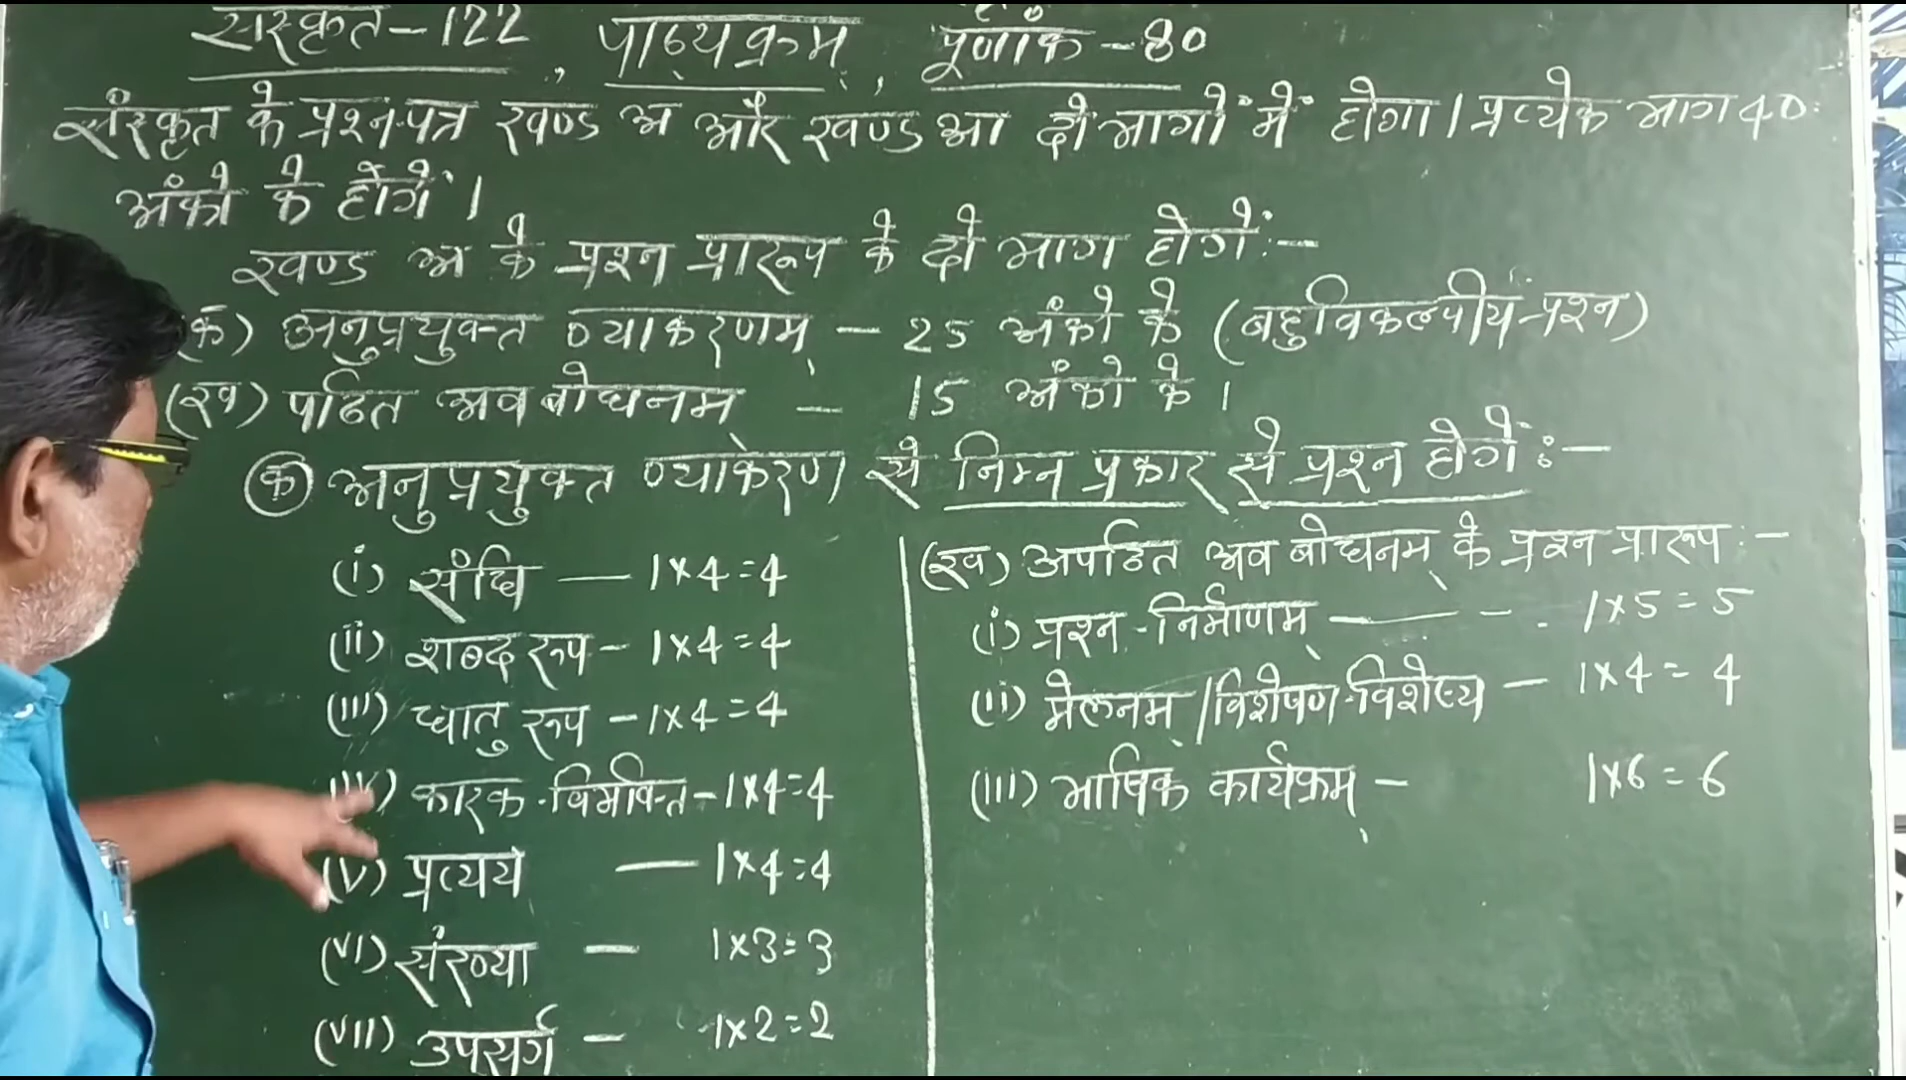 संस्कृत-122, पाठ्यक्रम, पूर्णांक-80
संस्कृत के प्रश्न-पत्र खण्ड अ और खण्ड आ दो भागों में होगा। प्रत्येक भाग 40
अंको के होंगे।
खण्ड अ के प्रश्न प्रारूप के दो भाग होगें:-
(क) अनुप्रयुक्त व्याकरणम् - 25 अंको के (बहुविकल्पीय-प्रश्न)
(ख) पठित अवबोधनम् - 15 अंको के।
(क) अनुप्रयुक्त व्याकरण से निम्न प्रकार से प्रश्न होगें:-
(i) संधि - 1×4=4
(ii) शब्द रूप - 1×4=4
(iii) धातु रूप - 1×4=4
(iv) कारक-विभक्ति - 1×4=4
(v) प्रत्यय - 1×4=4
(vi) संख्या - 1×3=3
(vii) उपसर्ग - 1×2=2
(ख) अपठित अवबोधनम् के प्रश्न प्रारूप:-
(i) प्रश्न-निर्माणम् - 1×5=5
(ii) मेलनम्/विशेषण-विशेष्य - 1×4=4
(iii) भाषिक कार्यक्रम् - 1×6=6